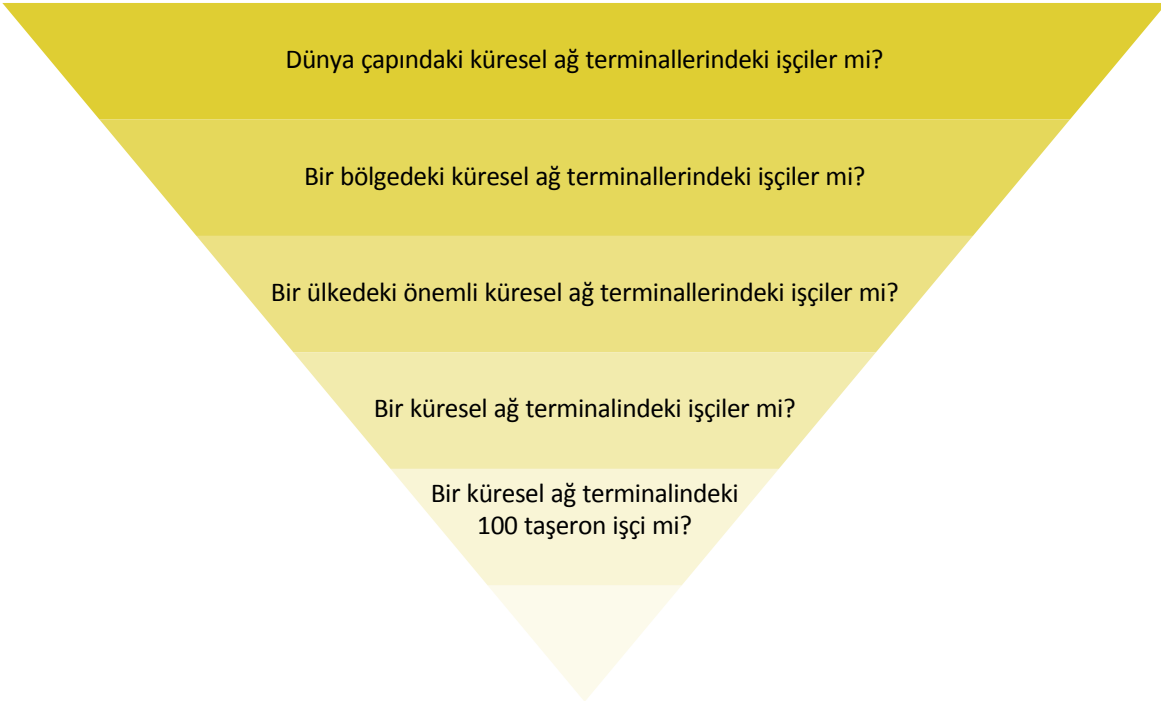 Dünya çapındaki küresel ağ terminallerindeki işçiler mi?
Bir bölgedeki küresel ağ terminallerindeki işçiler mi?
Bir ülkedeki önemli küresel ağ terminallerindeki işçiler mi?
Bir küresel ağ terminalindeki işçiler mi?
Bir küresel ağ terminalindeki
100 taşeron işçi mi?